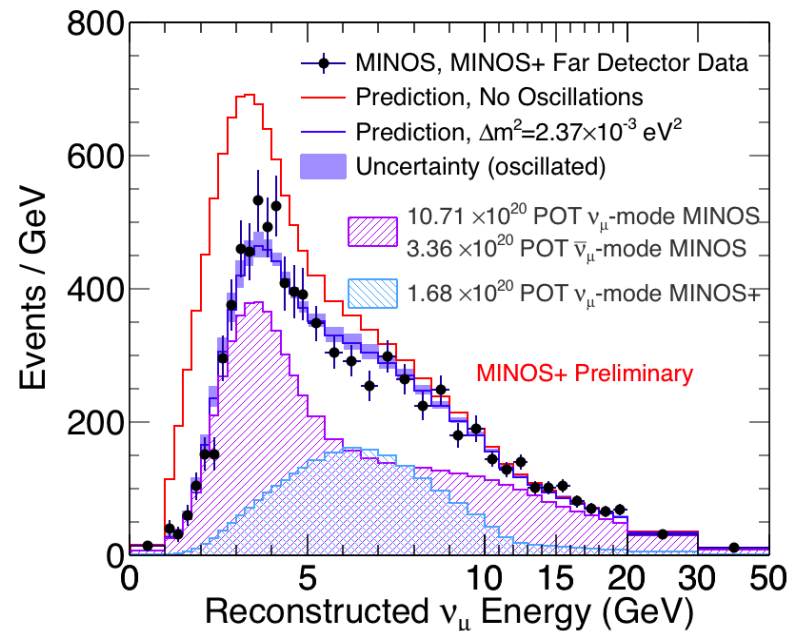 800
600
400
200
0
Events / GeV
MINOS, MINOS+ Far Detector Data
Prediction, No Oscillations
Prediction, Δm²=2.37×10⁻³ eV²
Uncertainty (oscillated)
10.71 ×10²⁰ POT νμ-mode MINOS
3.36 ×10²⁰ POT ν̅μ-mode MINOS
1.68 ×10²⁰ POT νμ-mode MINOS+
MINOS+ Preliminary
0 5 10 15 20 30 50
Reconstructed νμ Energy (GeV)